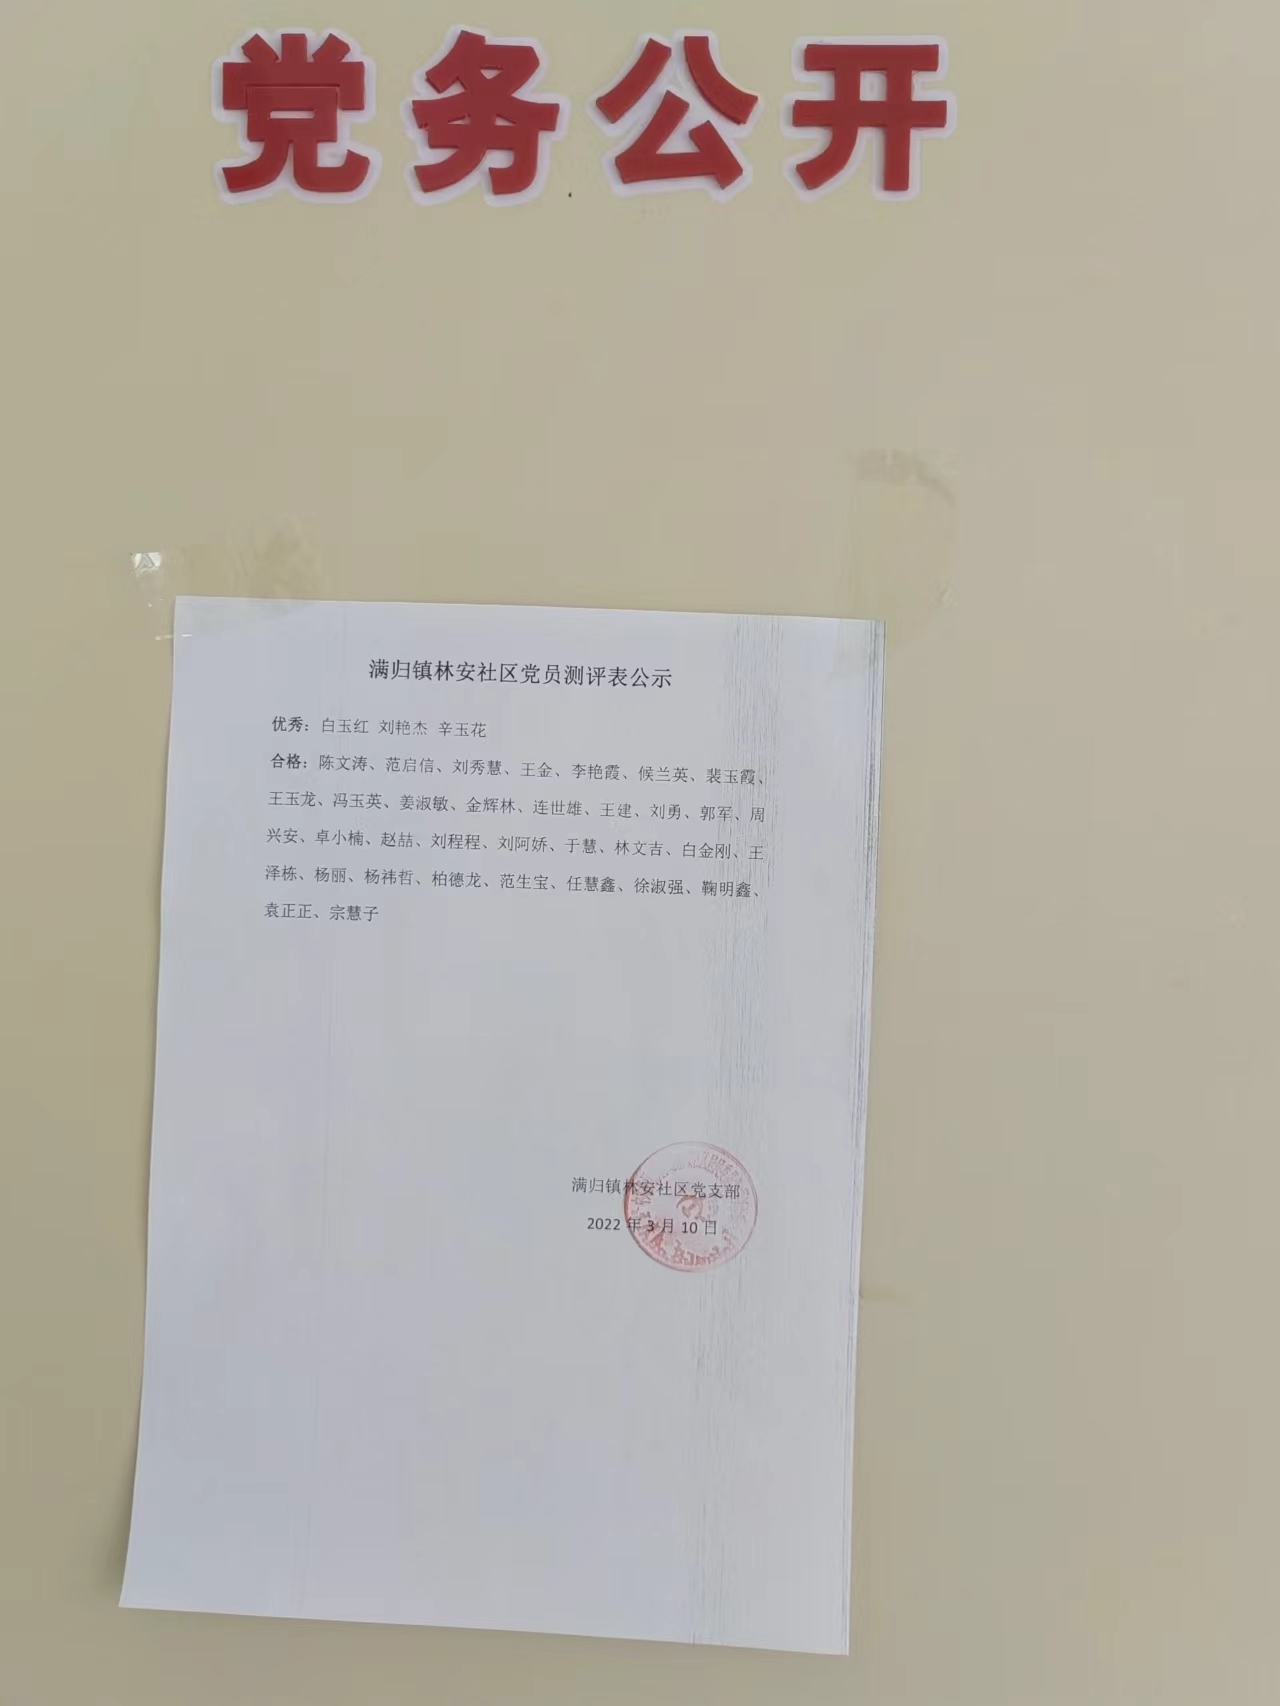 党务公开
满归镇林安社区党员测评表公示
优秀：白玉红 刘艳杰 辛玉花
合格：陈文涛、范启信、刘秀慧、王金、李艳霞、候兰英、裴玉霞、
王玉龙、冯玉英、姜淑敏、金辉林、连世雄、王建、刘勇、郭军、周
兴安、卓小楠、赵喆、刘程程、刘阿娇、于慧、林文吉、白金刚、王
泽栋、杨丽、杨祎哲、柏德龙、范生宝、任慧鑫、徐淑强、鞠明鑫、
袁正正、宗慧子
满归镇林安社区党支部
2022 年 3 月 10 日